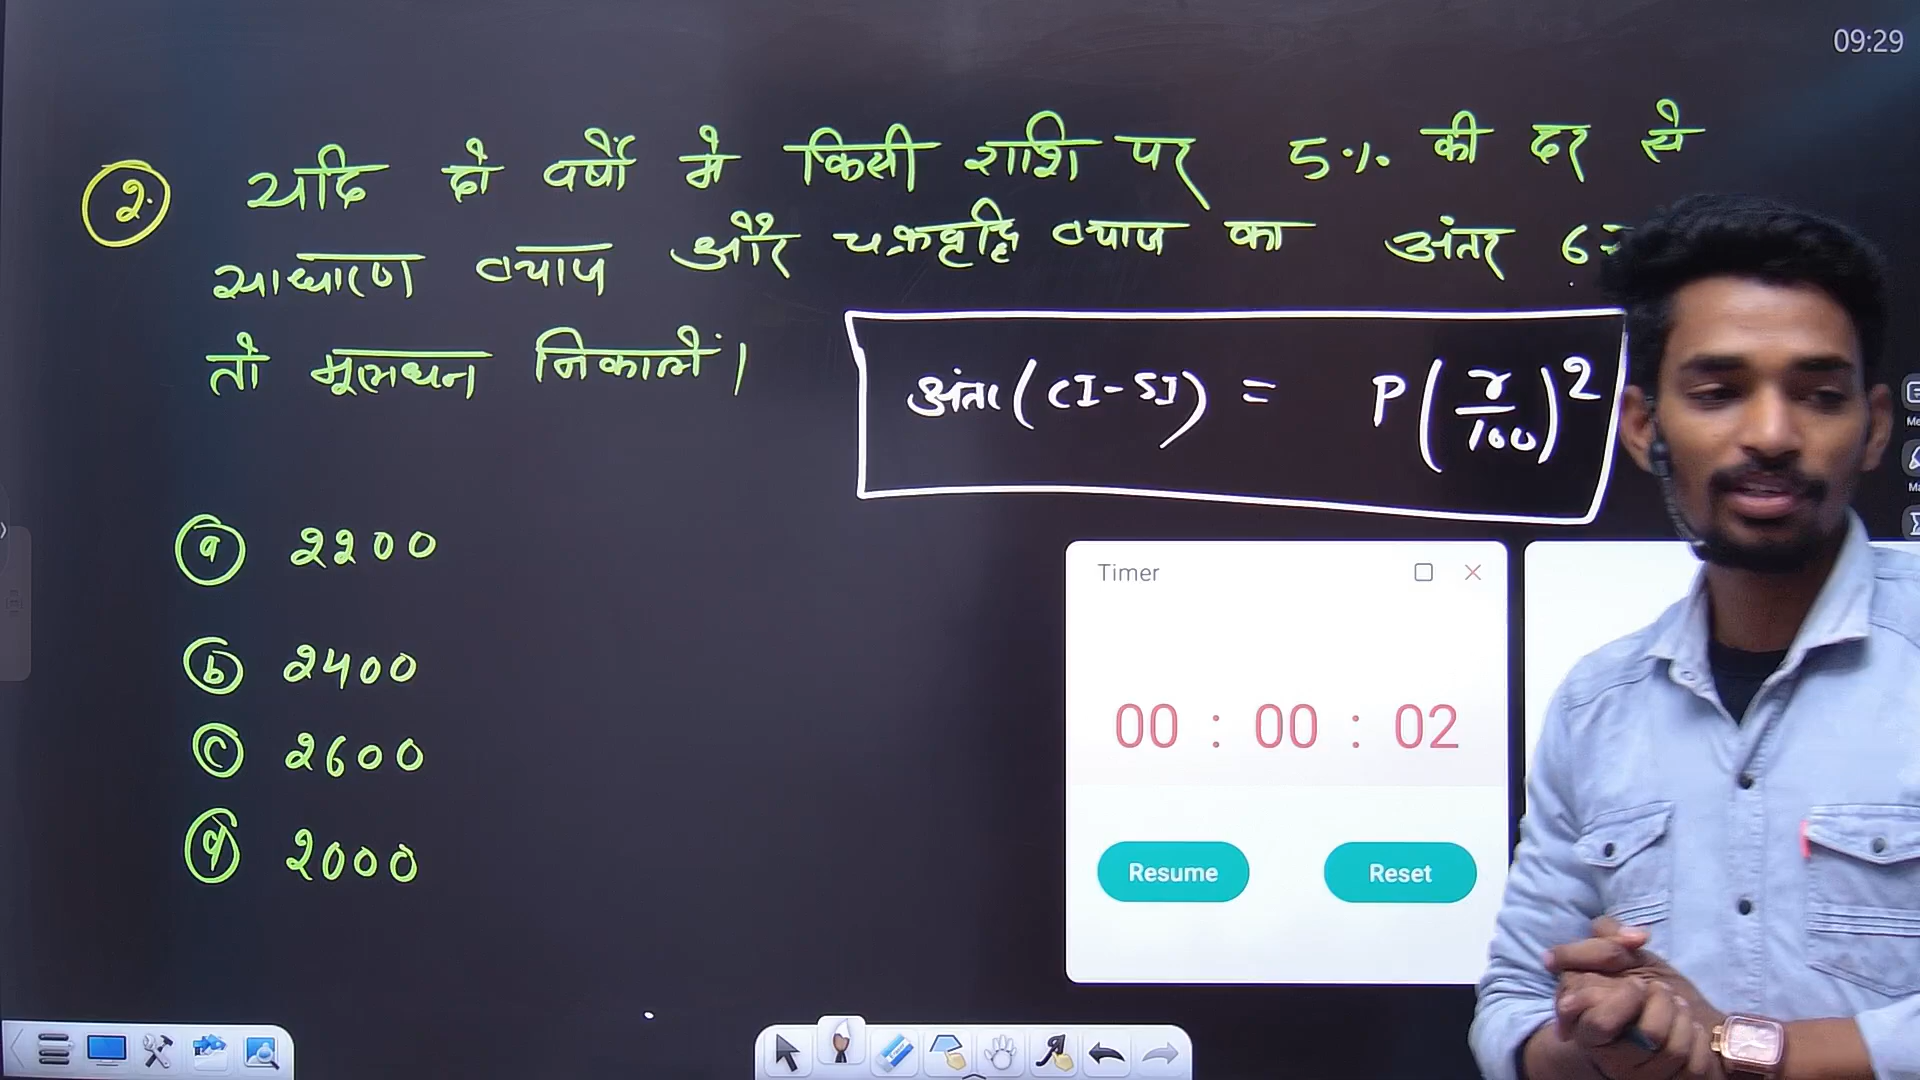 09:29
2. यदि दो वर्षों मे किसी राशि पर 5% की दर से
साधारण व्याज और चक्रवृद्धि व्याज का अंतर 6
तो मूलधन निकालें।
अंतर (CI-SI) = P(r/100)2
a 2200
b 2400
c 2600
d 2000
Timer
00 : 00 : 02
Resume Reset